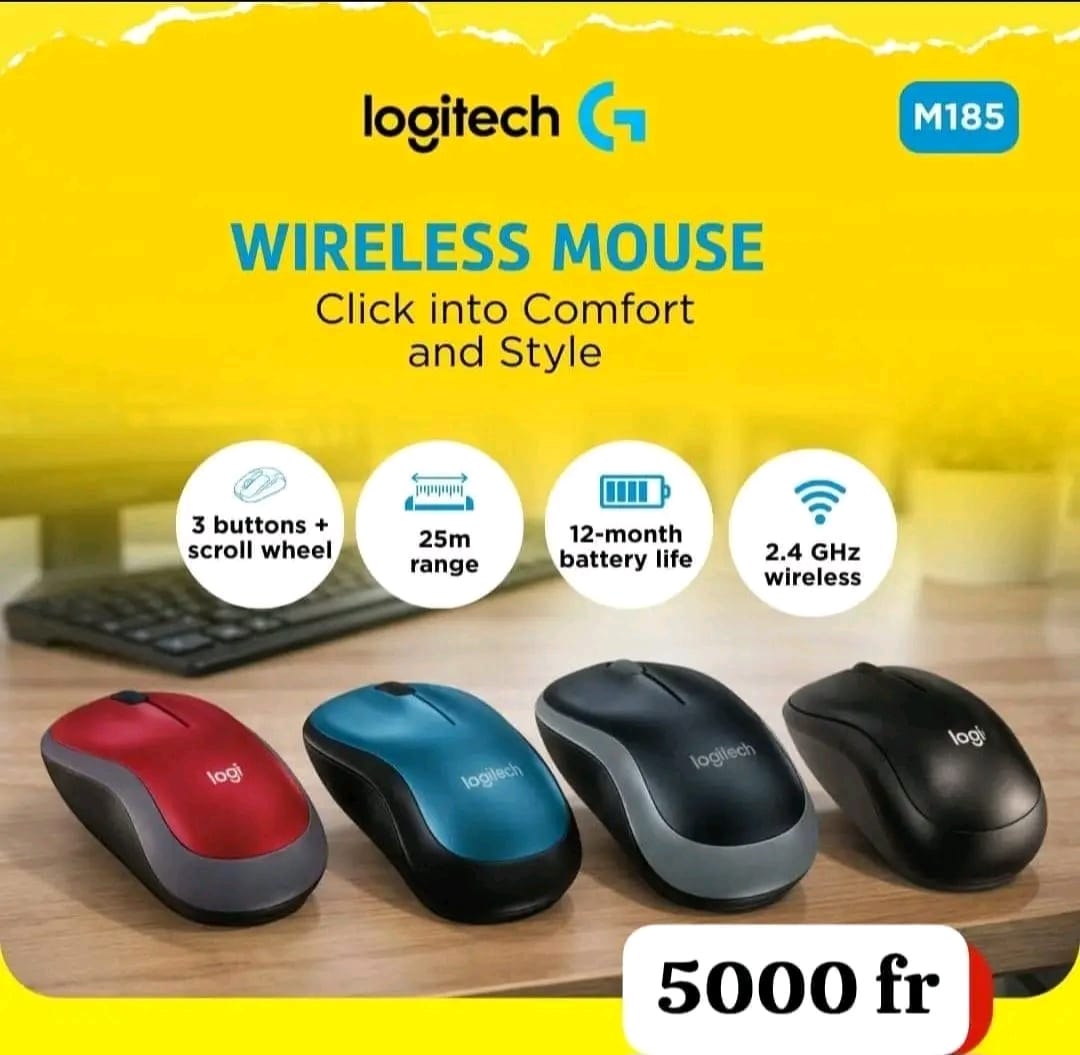 logitech G
M185
WIRELESS MOUSE
Click into Comfort
and Style
3 buttons +
scroll wheel
25m
range
12-month
battery life
2.4 GHz
wireless
logi
logitech
logitech
logi
5000 fr